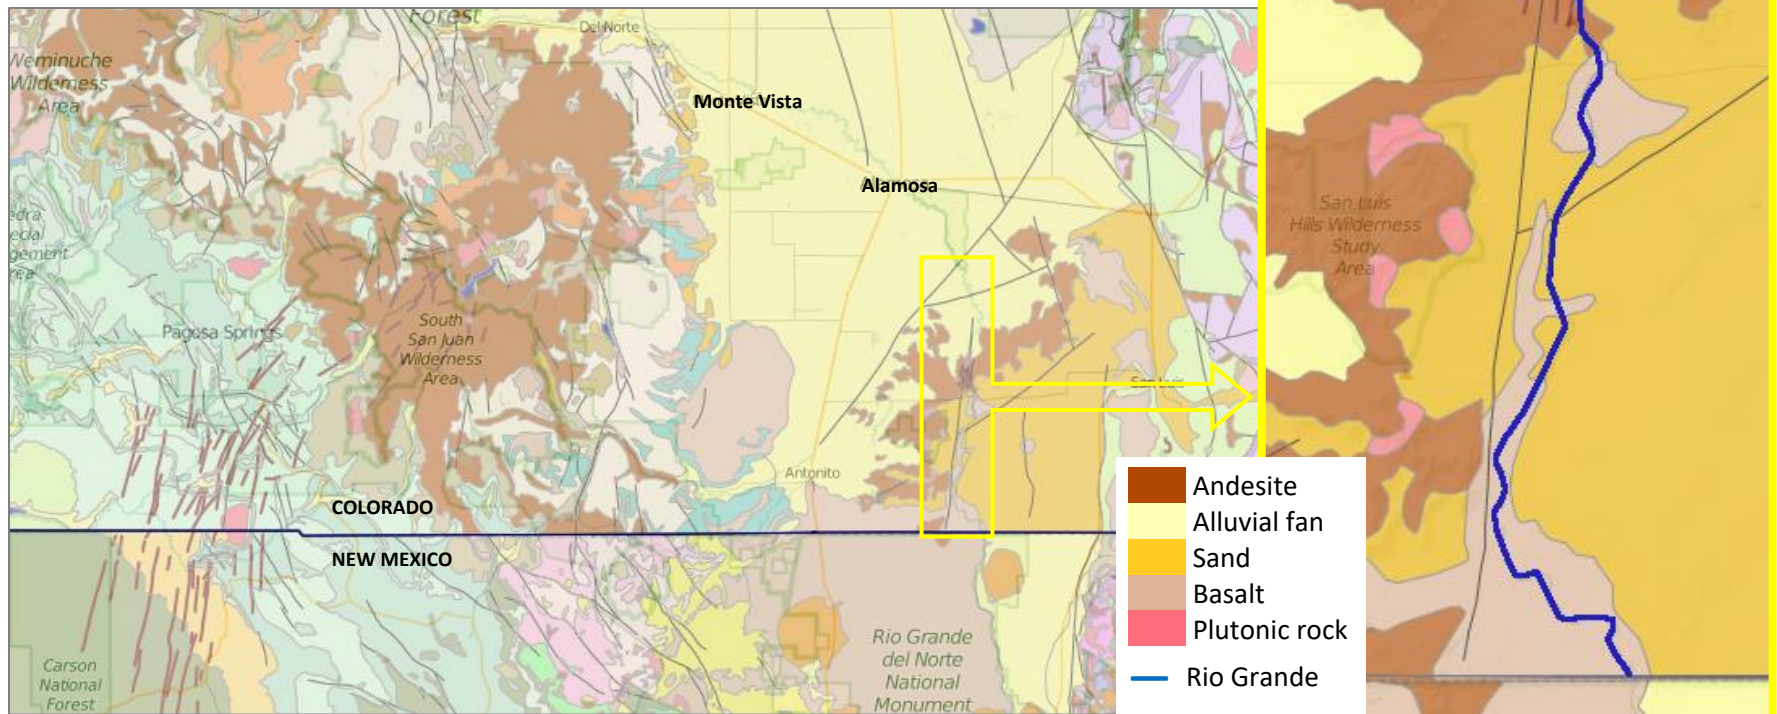 Forest
Del Norte
Weminuche
Wilderness
Area
Monte Vista
Alamosa
Pagosa Springs
South
San Juan
Wilderness
Area
San Luis
Antonito
COLORADO
NEW MEXICO
Carson
National
Forest
Rio Grande
del Norte
National
Monument
San Luis
Hills Wilderness
Study
Area
Andesite
Alluvial fan
Sand
Basalt
Plutonic rock
Rio Grande